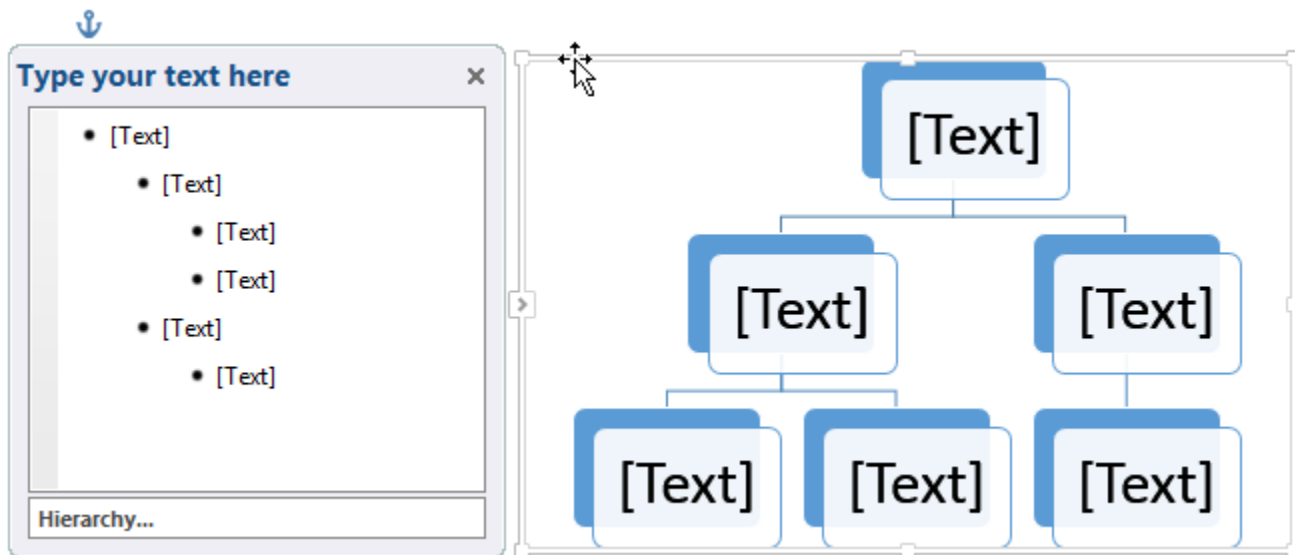 Type your text here
• [Text]
• [Text]
• [Text]
• [Text]
• [Text]
• [Text]
Hierarchy...
[Text]
[Text] [Text]
[Text] [Text] [Text]